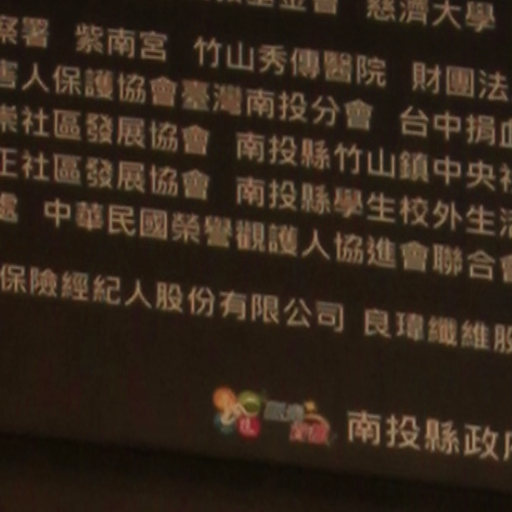 慈濟大學
察署 紫南宮 竹山秀傳醫院 財團法
害人保護協會臺灣南投分會 台中捐血
社區發展協會 南投縣竹山鎮中央社
正社區發展協會 南投縣學生校外生活
處 中華民國榮譽觀護人協進會聯合會
保險經紀人股份有限公司 良瑋纖維股
南投縣政府